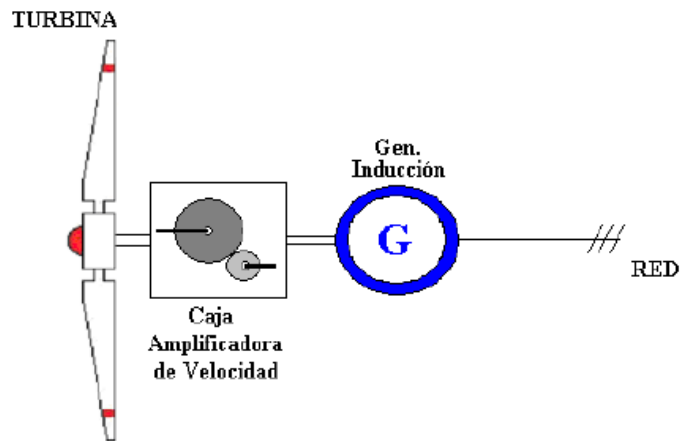 TURBINA
Gen.
Inducción
G
RED
Caja
Amplificadora
de Velocidad